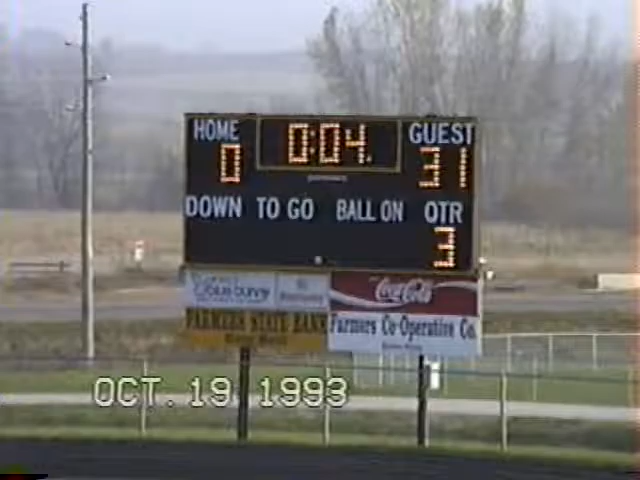 HOME 0:04. GUEST
0 31
DOWN TO GO BALL ON QTR
3
Coca-Cola
FARMERS STATE BANK
Farmers Co-Operative Co.
OCT. 19 1993